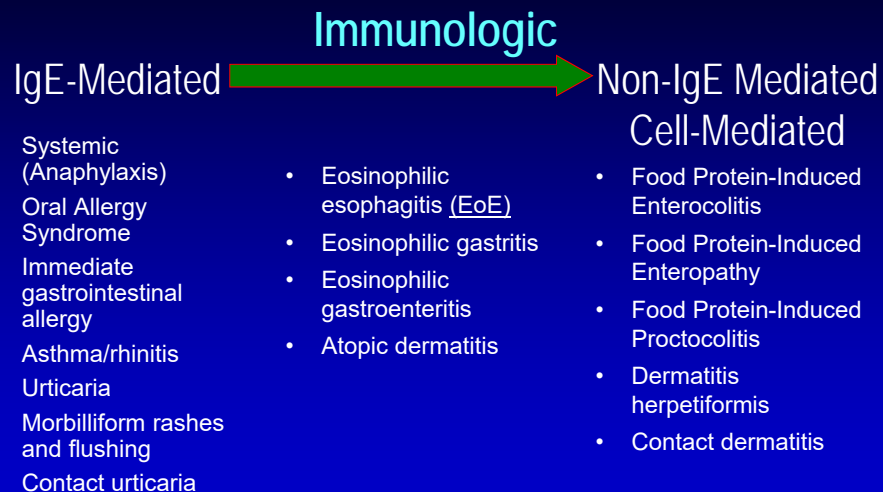 Immunologic
IgE-Mediated
Non-IgE Mediated
Cell-Mediated
Systemic
(Anaphylaxis)
Oral Allergy
Syndrome
Immediate
gastrointestinal
allergy
Asthma/rhinitis
Urticaria
Morbilliform rashes
and flushing
Contact urticaria
• Eosinophilic
esophagitis (EoE)
• Eosinophilic gastritis
• Eosinophilic
gastroenteritis
• Atopic dermatitis
• Food Protein-Induced
Enterocolitis
• Food Protein-Induced
Enteropathy
• Food Protein-Induced
Proctocolitis
• Dermatitis
herpetiformis
• Contact dermatitis